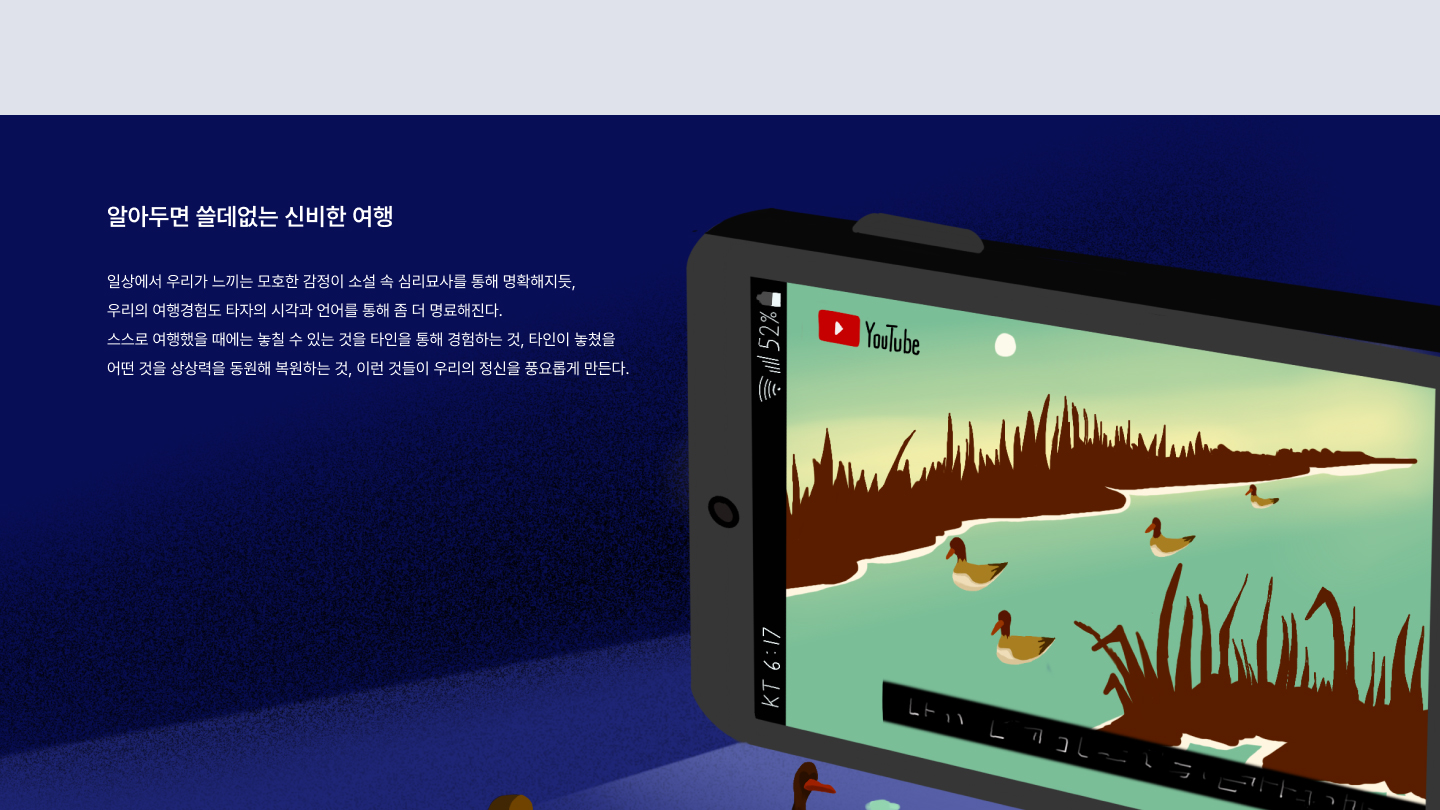 알아두면 쓸데없는 신비한 여행
일상에서 우리가 느끼는 모호한 감정이 소설 속 심리묘사를 통해 명확해지듯,
우리의 여행경험도 타자의 시각과 언어를 통해 좀 더 명료해진다.
스스로 여행했을 때에는 놓칠 수 있는 것을 타인을 통해 경험하는 것, 타인이 놓쳤을
어떤 것을 상상력을 동원해 복원하는 것, 이런 것들이 우리의 정신을 풍요롭게 만든다.
YouTube
52%
KT 6:17